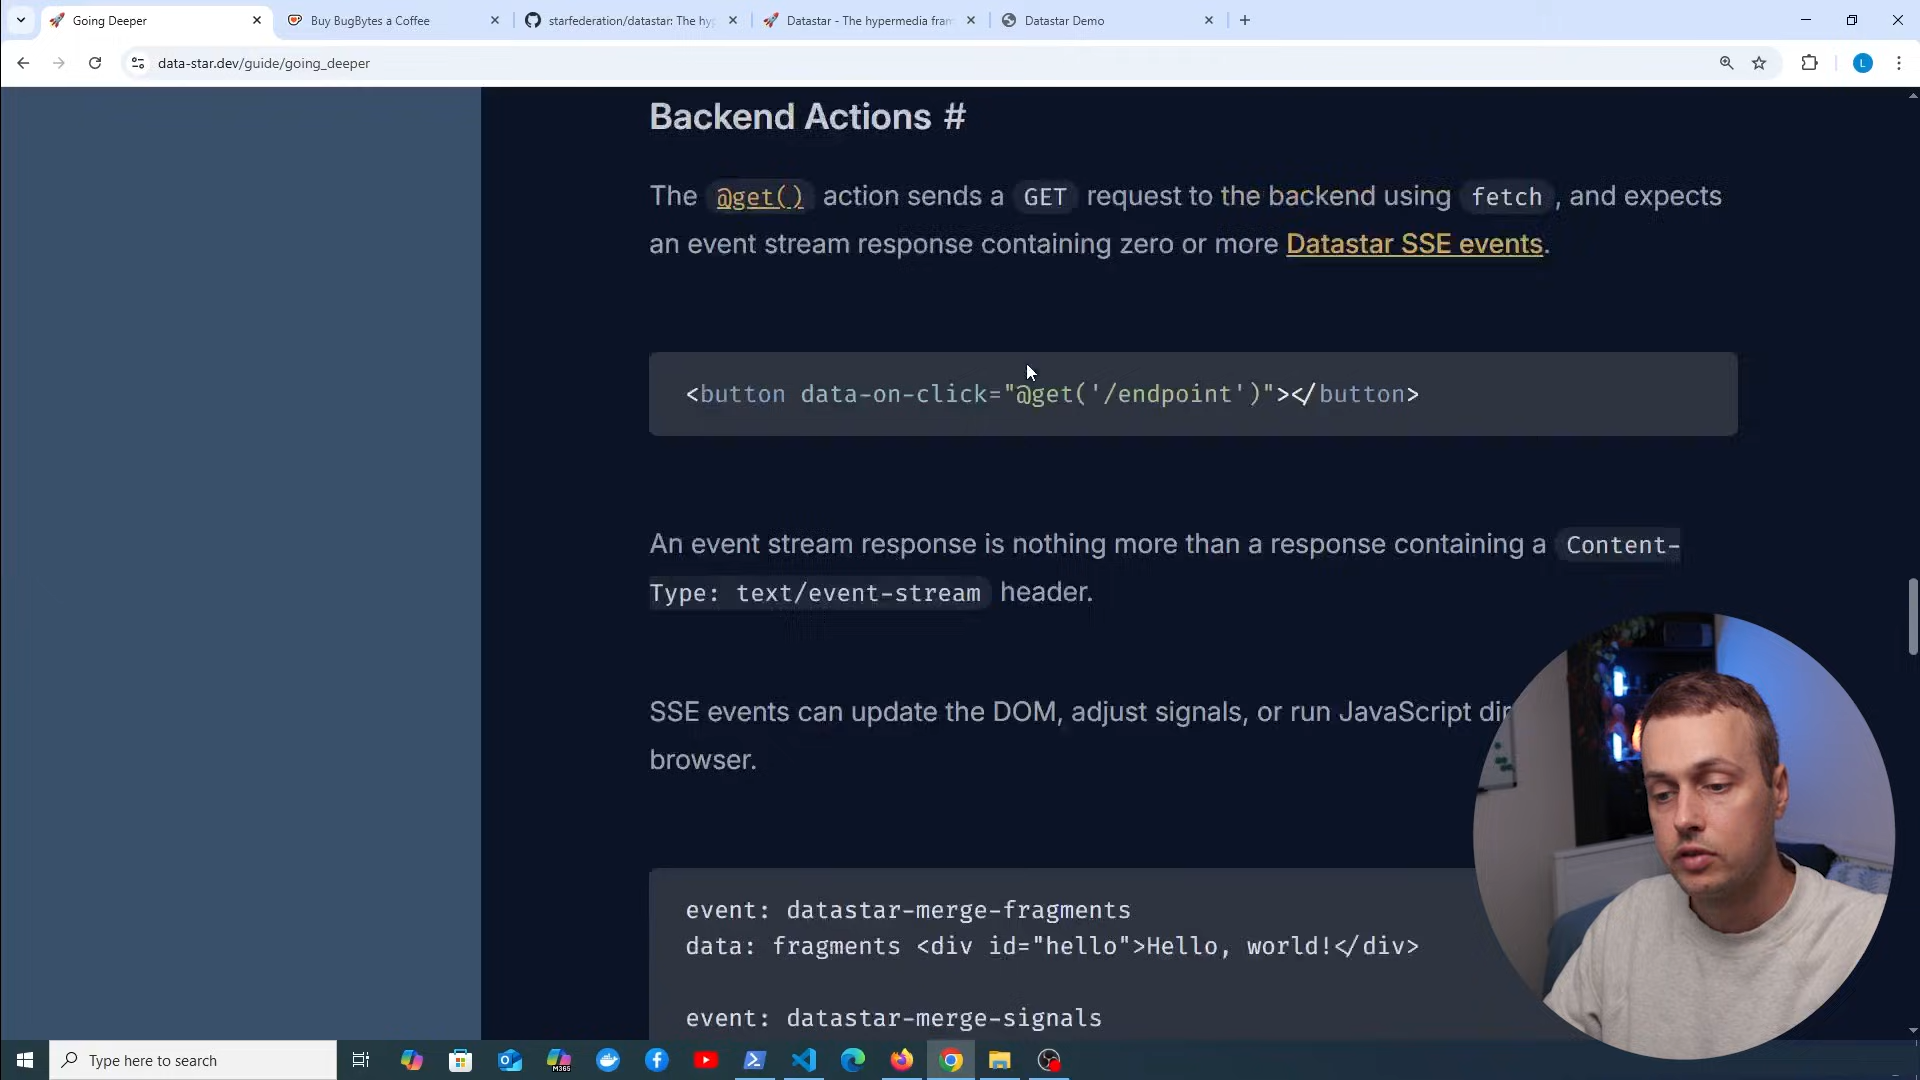 Going Deeper
Buy BugBytes a Coffee
starfederation/datastar: The hy
Datastar - The hypermedia fram
Datastar Demo
data-star.dev/guide/going_deeper
L
Backend Actions #
The @get() action sends a GET request to the backend using fetch, and expects
an event stream response containing zero or more Datastar SSE events.
<button data-on-click="@get('/endpoint')"></button>
An event stream response is nothing more than a response containing a Content-
Type: text/event-stream header.
SSE events can update the DOM, adjust signals, or run JavaScript dir
browser.
event: datastar-merge-fragments
data: fragments <div id="hello">Hello, world!</div>
event: datastar-merge-signals
Type here to search
M365